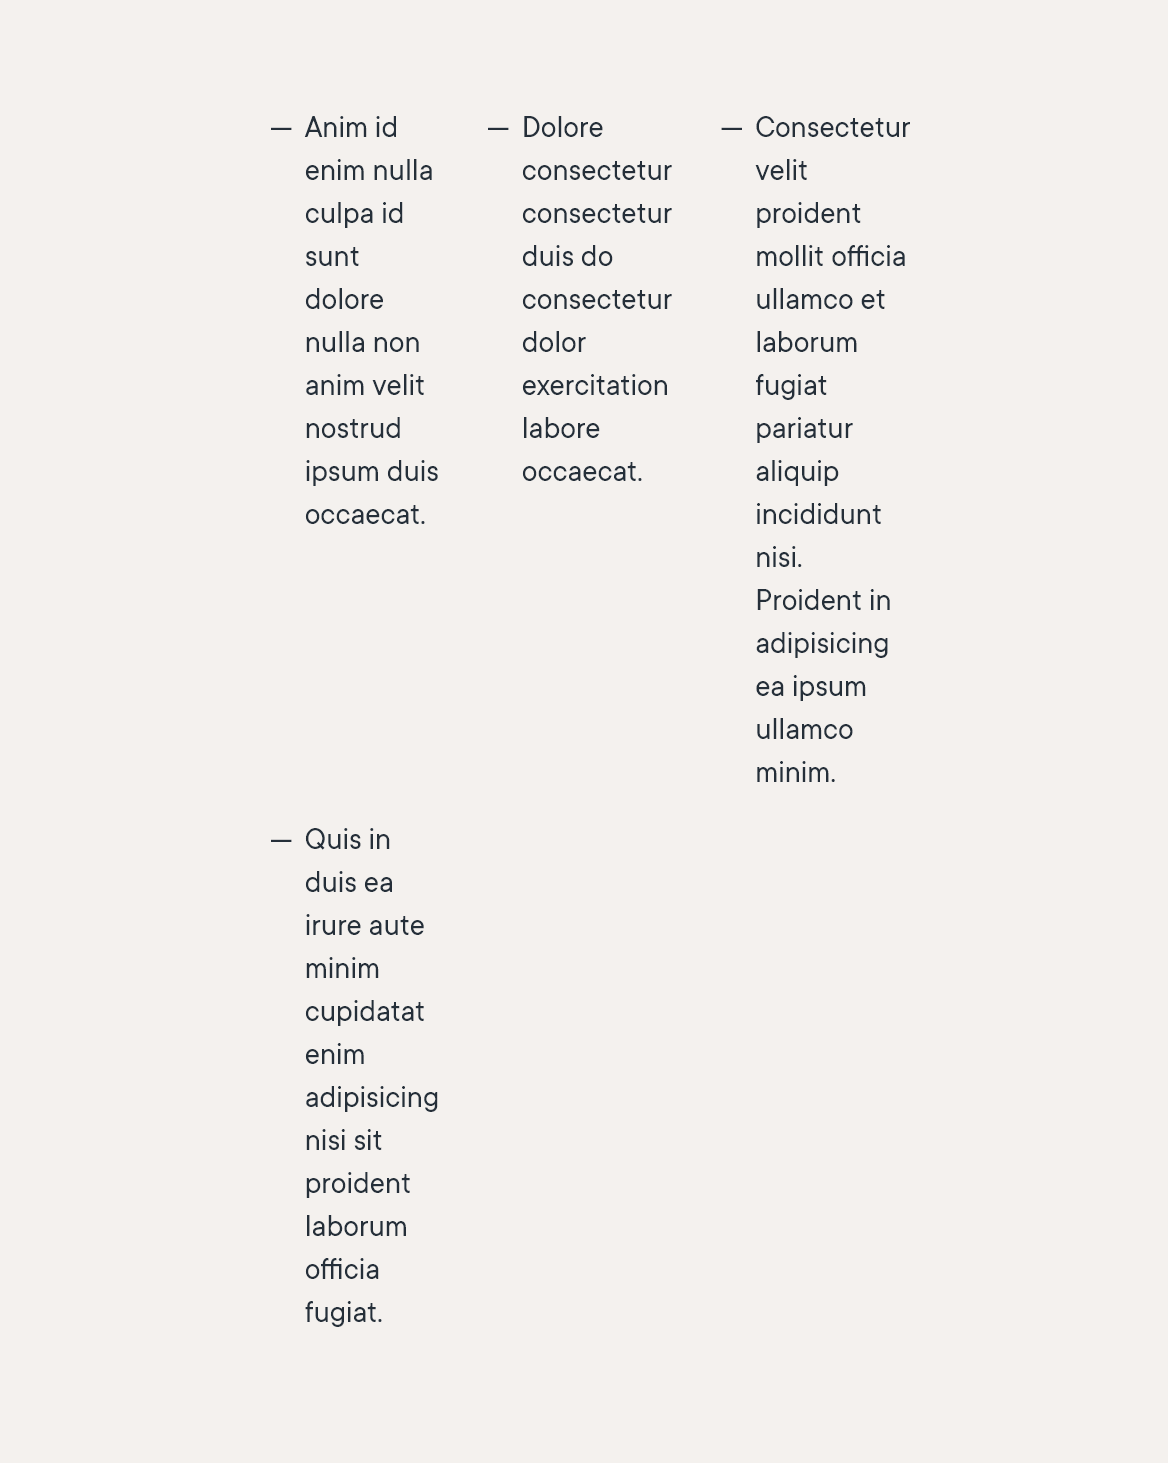 — Anim id
enim nulla
culpa id
sunt
dolore
nulla non
anim velit
nostrud
ipsum duis
occaecat.
— Dolore
consectetur
consectetur
duis do
consectetur
dolor
exercitation
labore
occaecat.
— Consectetur
velit
proident
mollit officia
ullamco et
laborum
fugiat
pariatur
aliquip
incididunt
nisi.
Proident in
adipisicing
ea ipsum
ullamco
minim.
— Quis in
duis ea
irure aute
minim
cupidatat
enim
adipisicing
nisi sit
proident
laborum
officia
fugiat.